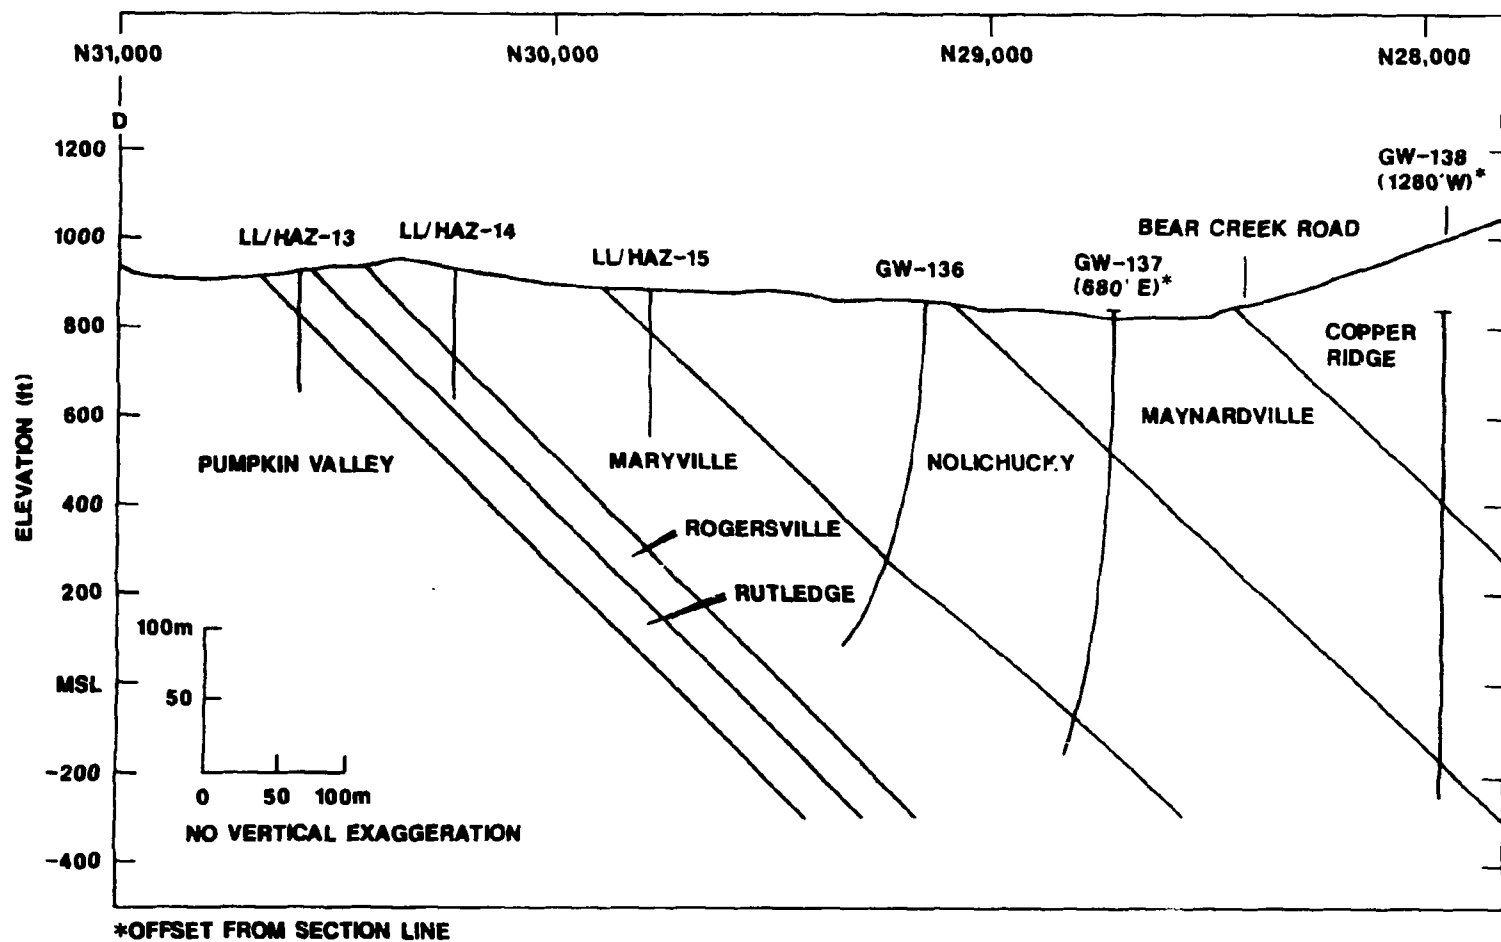 N31,000
N30,000
N29,000
N28,000
D
1200
1000
800
600
400
200
MSL
-200
-400
ELEVATION (ft)
LL/HAZ-13
LL/HAZ-14
LL/HAZ-15
GW-136
GW-137
(680' E)*
BEAR CREEK ROAD
GW-138
(1280'W)*
COPPER
RIDGE
MAYNARDVILLE
NOLICHUCKY
MARYVILLE
PUMPKIN VALLEY
ROGERSVILLE
RUTLEDGE
100m
50
0 50 100m
NO VERTICAL EXAGGERATION
*OFFSET FROM SECTION LINE